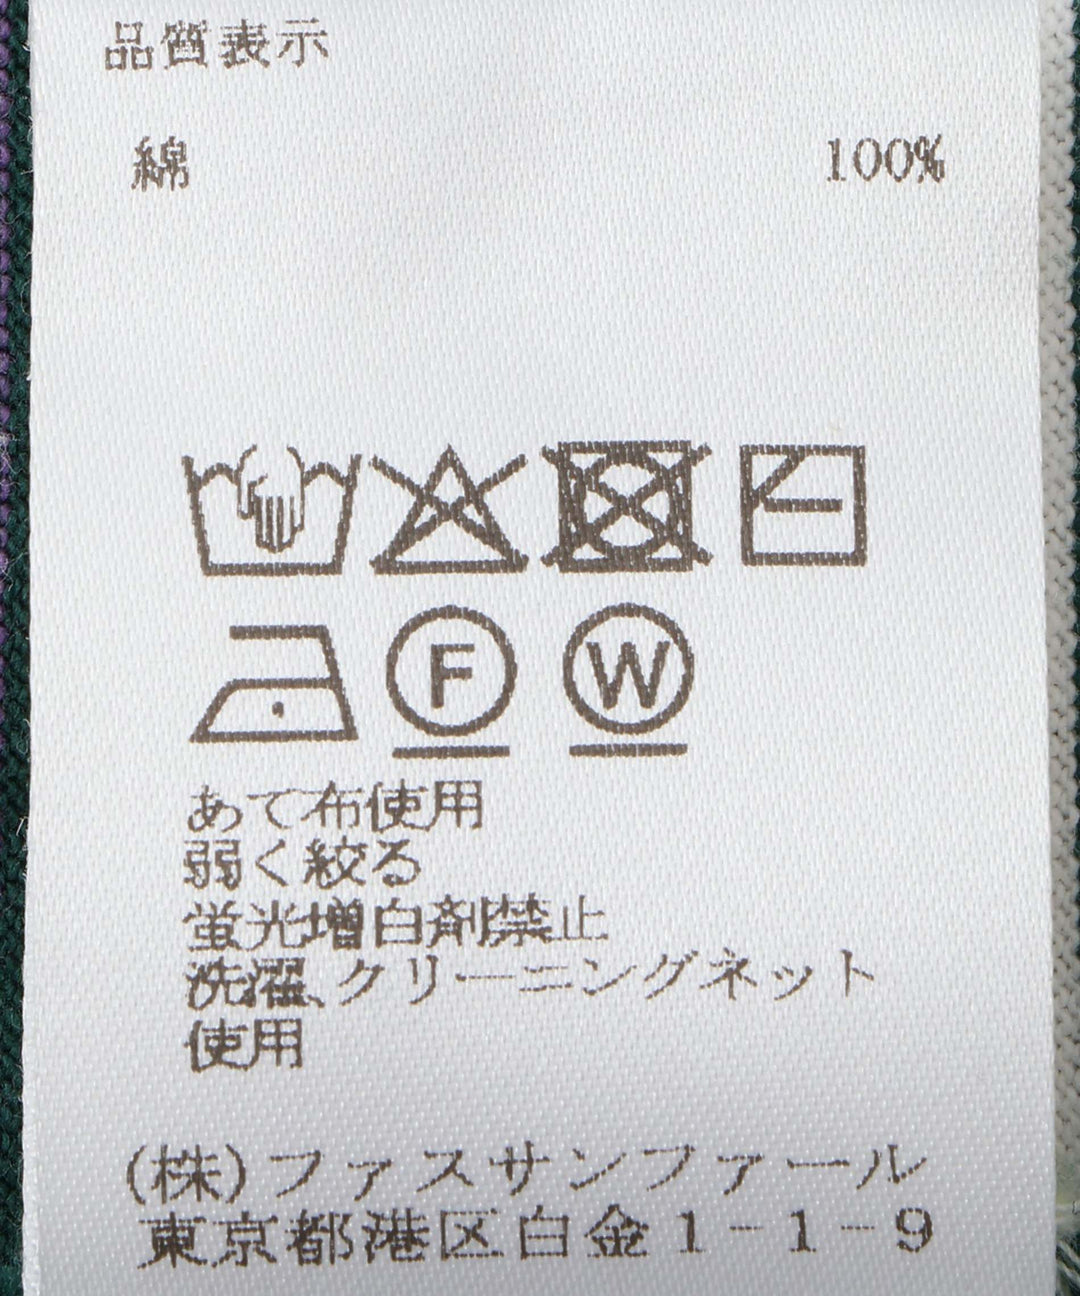 品質表示
綿 100%
F W
あて布使用
弱く絞る
蛍光増白剤禁止
洗濯、クリーニングネット
使用
(株)ファスサンファール
東京都港区白金1-1-9